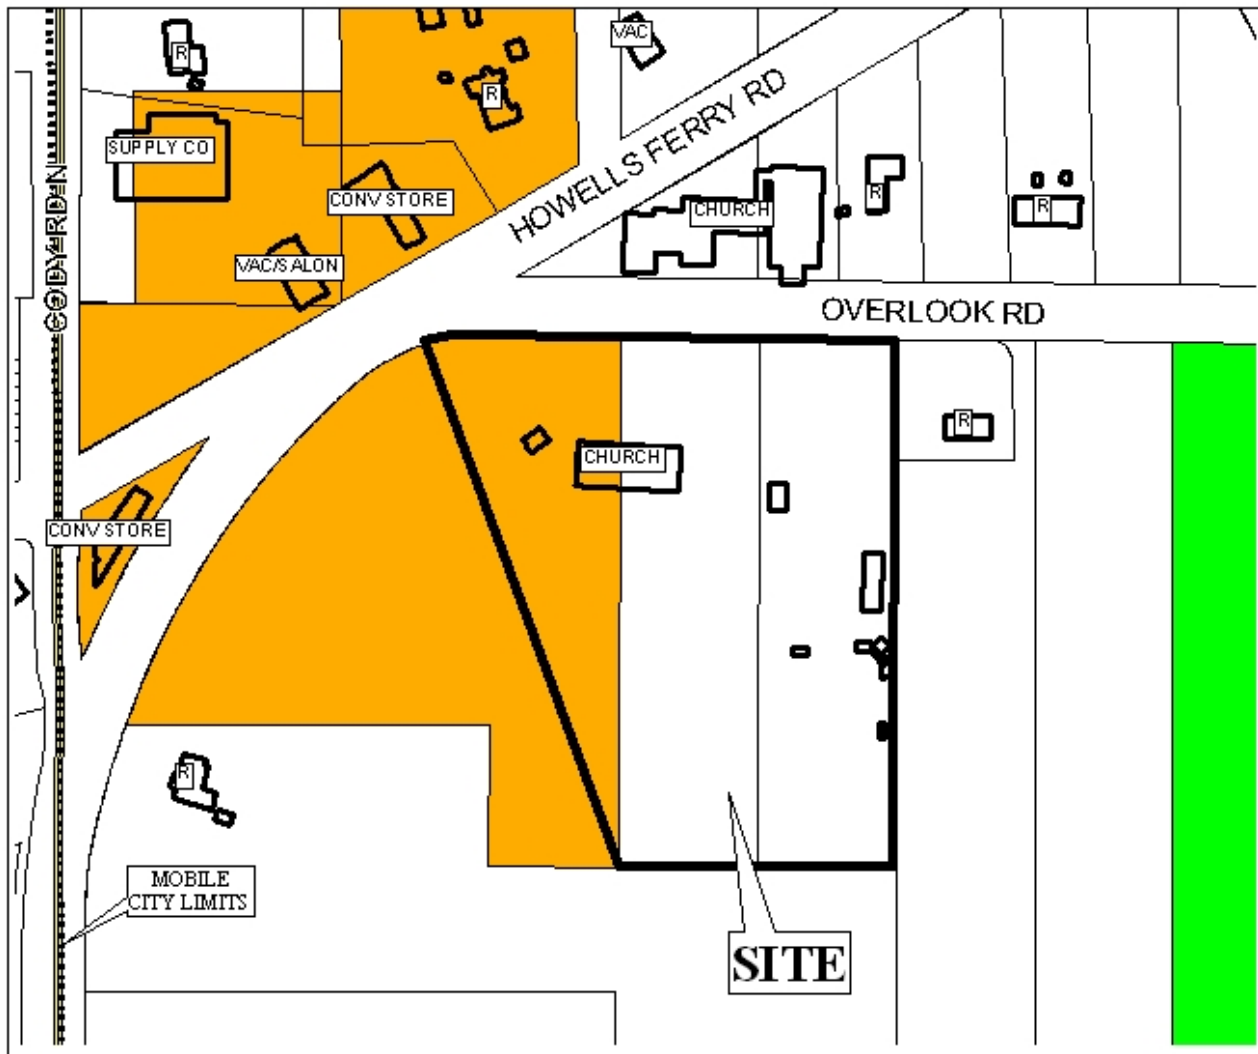 R
VAC
R
SUPPLY CO
CONV STORE
HOWELLS FERRY RD
CHURCH
R
R
VAC/SALON
CODY RD N
OVERLOOK RD
CHURCH
R
CONV STORE
R
MOBILE
CITY LIMITS
SITE